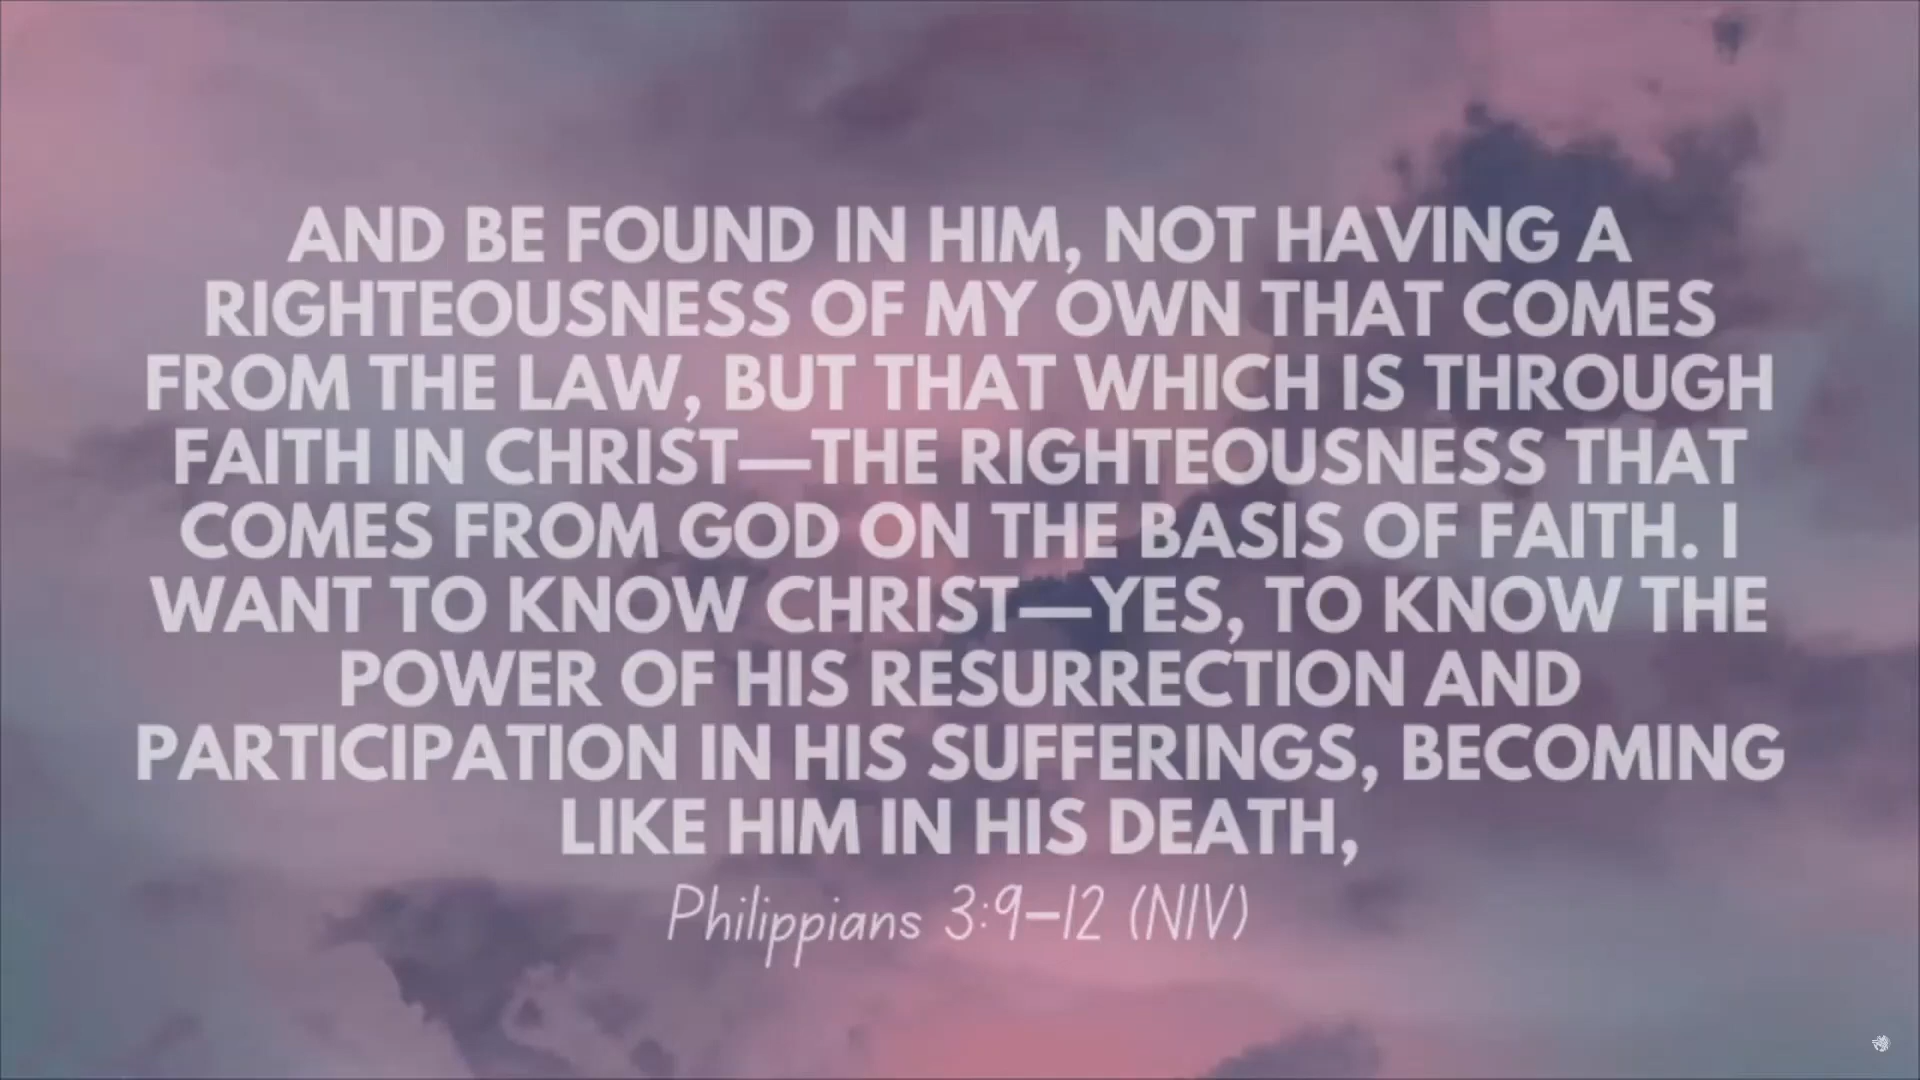 AND BE FOUND IN HIM, NOT HAVING A
RIGHTEOUSNESS OF MY OWN THAT COMES
FROM THE LAW, BUT THAT WHICH IS THROUGH
FAITH IN CHRIST—THE RIGHTEOUSNESS THAT
COMES FROM GOD ON THE BASIS OF FAITH. I
WANT TO KNOW CHRIST—YES, TO KNOW THE
POWER OF HIS RESURRECTION AND
PARTICIPATION IN HIS SUFFERINGS, BECOMING
LIKE HIM IN HIS DEATH,
Philippians 3:9–12 (NIV)